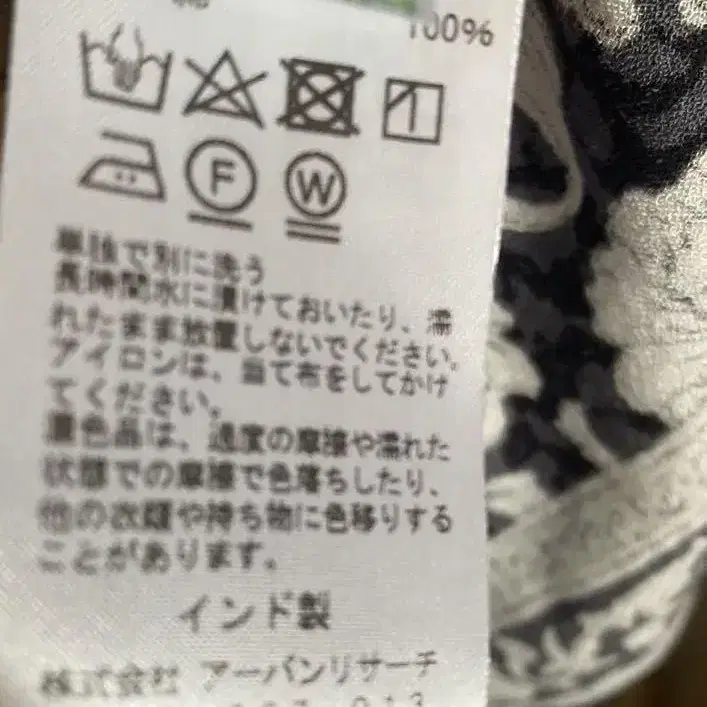 100%
F W
単独で別に洗う
長時間水に漬けておいたり、濡
れたまま放置しないでください。
アイロンは、当て布をしてかけ
てください。
濃色品は、過度の摩擦や濡れた
状態での摩擦で色落ちしたり、
他の衣類や持ち物に色移りする
ことがあります。
インド製
株式会社 アーバンリサーチ